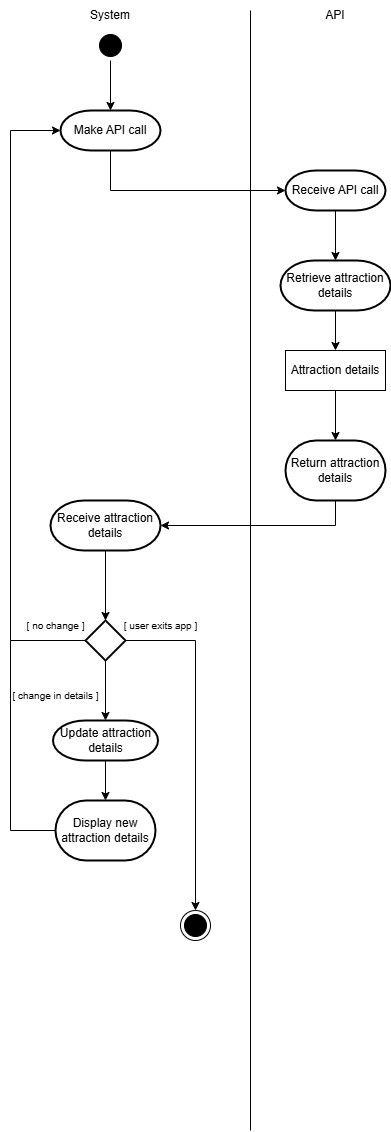 System
API
Make API call
Receive API call
Retrieve attraction
details
Attraction details
Return attraction
details
Receive attraction
details
[ no change ]
[ user exits app ]
[ change in details ]
Update attraction
details
Display new
attraction details